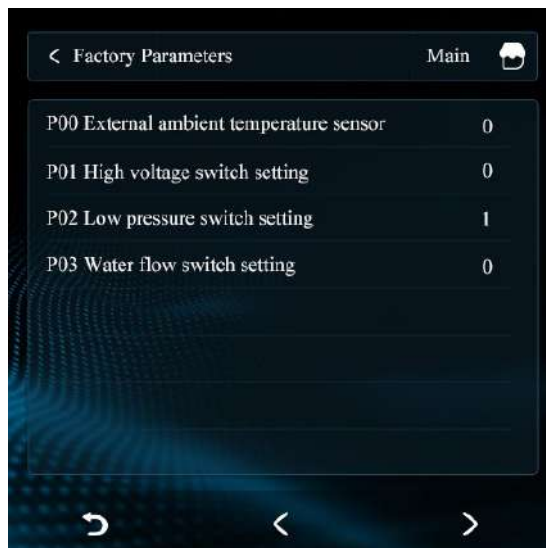 Factory Parameters Main
P00 External ambient temperature sensor 0
P01 High voltage switch setting 0
P02 Low pressure switch setting 1
P03 Water flow switch setting 0